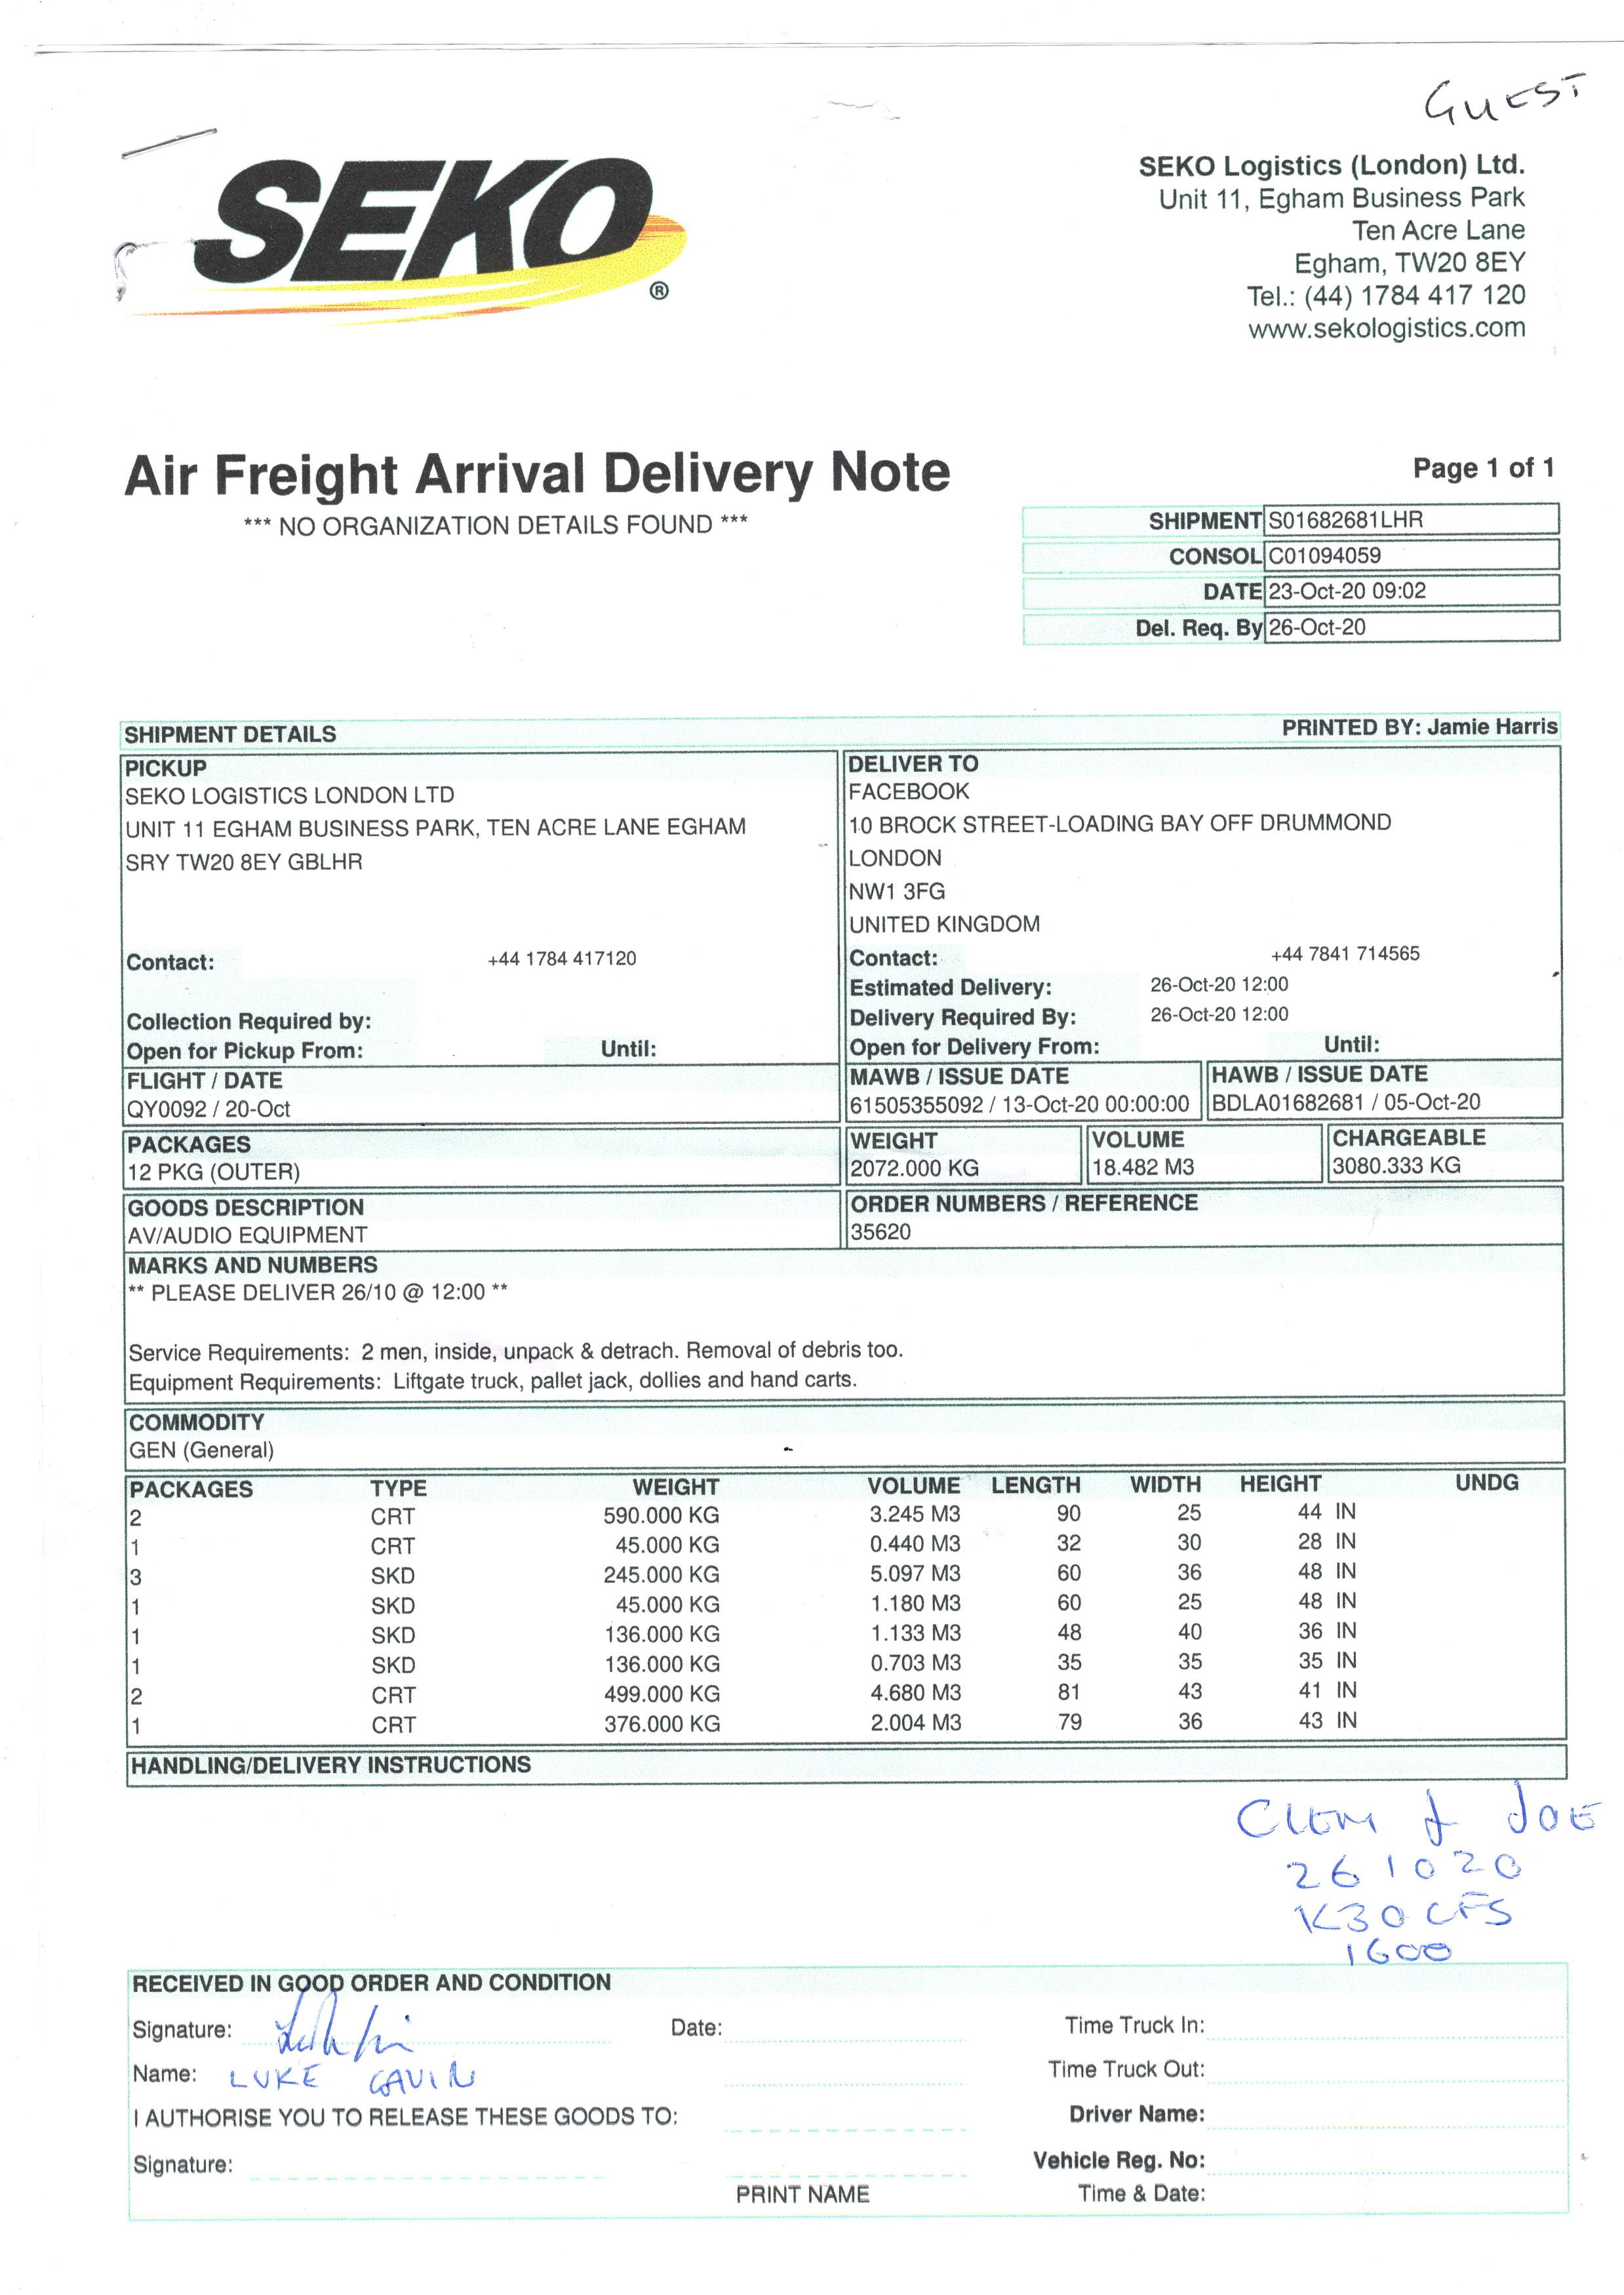 GUEST
SEKO®
SEKO Logistics (London) Ltd.
Unit 11, Egham Business Park
Ten Acre Lane
Egham, TW20 8EY
Tel.: (44) 1784 417 120
www.sekologistics.com
Air Freight Arrival Delivery Note
Page 1 of 1
*** NO ORGANIZATION DETAILS FOUND ***
SHIPMENT S01682681LHR
CONSOL C01094059
DATE 23-Oct-20 09:02
Del. Req. By 26-Oct-20
SHIPMENT DETAILS PRINTED BY: Jamie Harris
PICKUP
SEKO LOGISTICS LONDON LTD
UNIT 11 EGHAM BUSINESS PARK, TEN ACRE LANE EGHAM
SRY TW20 8EY GBLHR
Contact: +44 1784 417120
Collection Required by:
Open for Pickup From: Until:
DELIVER TO
FACEBOOK
10 BROCK STREET-LOADING BAY OFF DRUMMOND
LONDON
NW1 3FG
UNITED KINGDOM
Contact: +44 7841 714565
Estimated Delivery: 26-Oct-20 12:00
Delivery Required By: 26-Oct-20 12:00
Open for Delivery From: Until:
FLIGHT / DATE
QY0092 / 20-Oct
MAWB / ISSUE DATE
61505355092 / 13-Oct-20 00:00:00
HAWB / ISSUE DATE
BDLA01682681 / 05-Oct-20
PACKAGES
12 PKG (OUTER)
WEIGHT
2072.000 KG
VOLUME
18.482 M3
CHARGEABLE
3080.333 KG
GOODS DESCRIPTION
AV/AUDIO EQUIPMENT
ORDER NUMBERS / REFERENCE
35620
MARKS AND NUMBERS
** PLEASE DELIVER 26/10 @ 12:00 **
Service Requirements: 2 men, inside, unpack & detrach. Removal of debris too.
Equipment Requirements: Liftgate truck, pallet jack, dollies and hand carts.
COMMODITY
GEN (General)
PACKAGES TYPE WEIGHT VOLUME LENGTH WIDTH HEIGHT UNDG
2 CRT 590.000 KG 3.245 M3 90 25 44 IN
1 CRT 45.000 KG 0.440 M3 32 30 28 IN
3 SKD 245.000 KG 5.097 M3 60 36 48 IN
1 SKD 45.000 KG 1.180 M3 60 25 48 IN
1 SKD 136.000 KG 1.133 M3 48 40 36 IN
1 SKD 136.000 KG 0.703 M3 35 35 35 IN
2 CRT 499.000 KG 4.680 M3 81 43 41 IN
1 CRT 376.000 KG 2.004 M3 79 36 43 IN
HANDLING/DELIVERY INSTRUCTIONS
CLEM & JOE
261020
K30 CFS
1600
RECEIVED IN GOOD ORDER AND CONDITION
Signature: Date: Time Truck In:
Name: LUKE GAVIN Time Truck Out:
I AUTHORISE YOU TO RELEASE THESE GOODS TO: Driver Name:
Signature: Vehicle Reg. No:
PRINT NAME Time & Date: